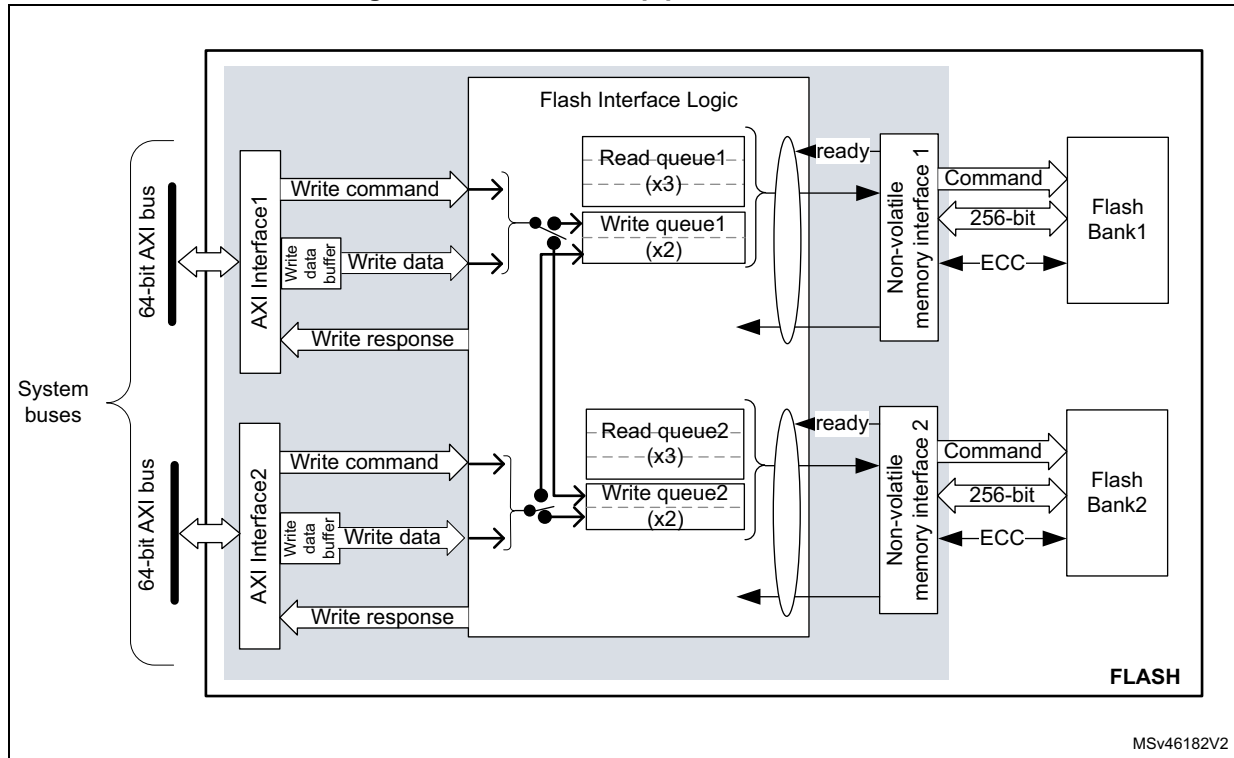 Flash Interface Logic
64-bit AXI bus
AXI Interface1
Write command
Write
data
buffer
Write data
Write response
Read queue1
(x3)
Write queue1
(x2)
ready
Non-volatile
memory interface 1
Command
256-bit
ECC
Flash
Bank1
System
buses
64-bit AXI bus
AXI Interface2
Write command
Write
data
buffer
Write data
Write response
Read queue2
(x3)
Write queue2
(x2)
ready
Non-volatile
memory interface 2
Command
256-bit
ECC
Flash
Bank2
FLASH
MSv46182V2